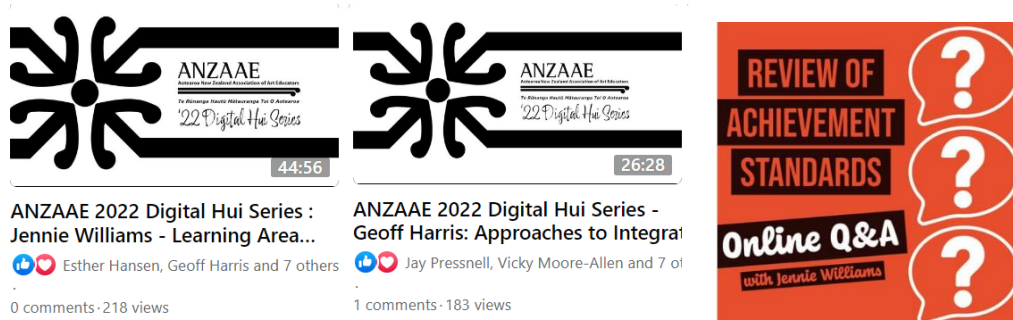 ANZAAE
Aotearoa New Zealand Association of Art Educators
Te Rūnanga Hautū Mātauranga Toi O Aotearoa
'22 Digital Hui Series
44:56
ANZAAE 2022 Digital Hui Series :
Jennie Williams - Learning Area...
Esther Hansen, Geoff Harris and 7 others
.
0 comments · 218 views
ANZAAE
Aotearoa New Zealand Association of Art Educators
Te Rūnanga Hautū Mātauranga Toi O Aotearoa
'22 Digital Hui Series
26:28
ANZAAE 2022 Digital Hui Series -
Geoff Harris: Approaches to Integrat
Jay Pressnell, Vicky Moore-Allen and 7 ot
.
1 comments · 183 views
REVIEW OF
ACHIEVEMENT
STANDARDS
Online Q&A
with Jennie Williams
?
?
?